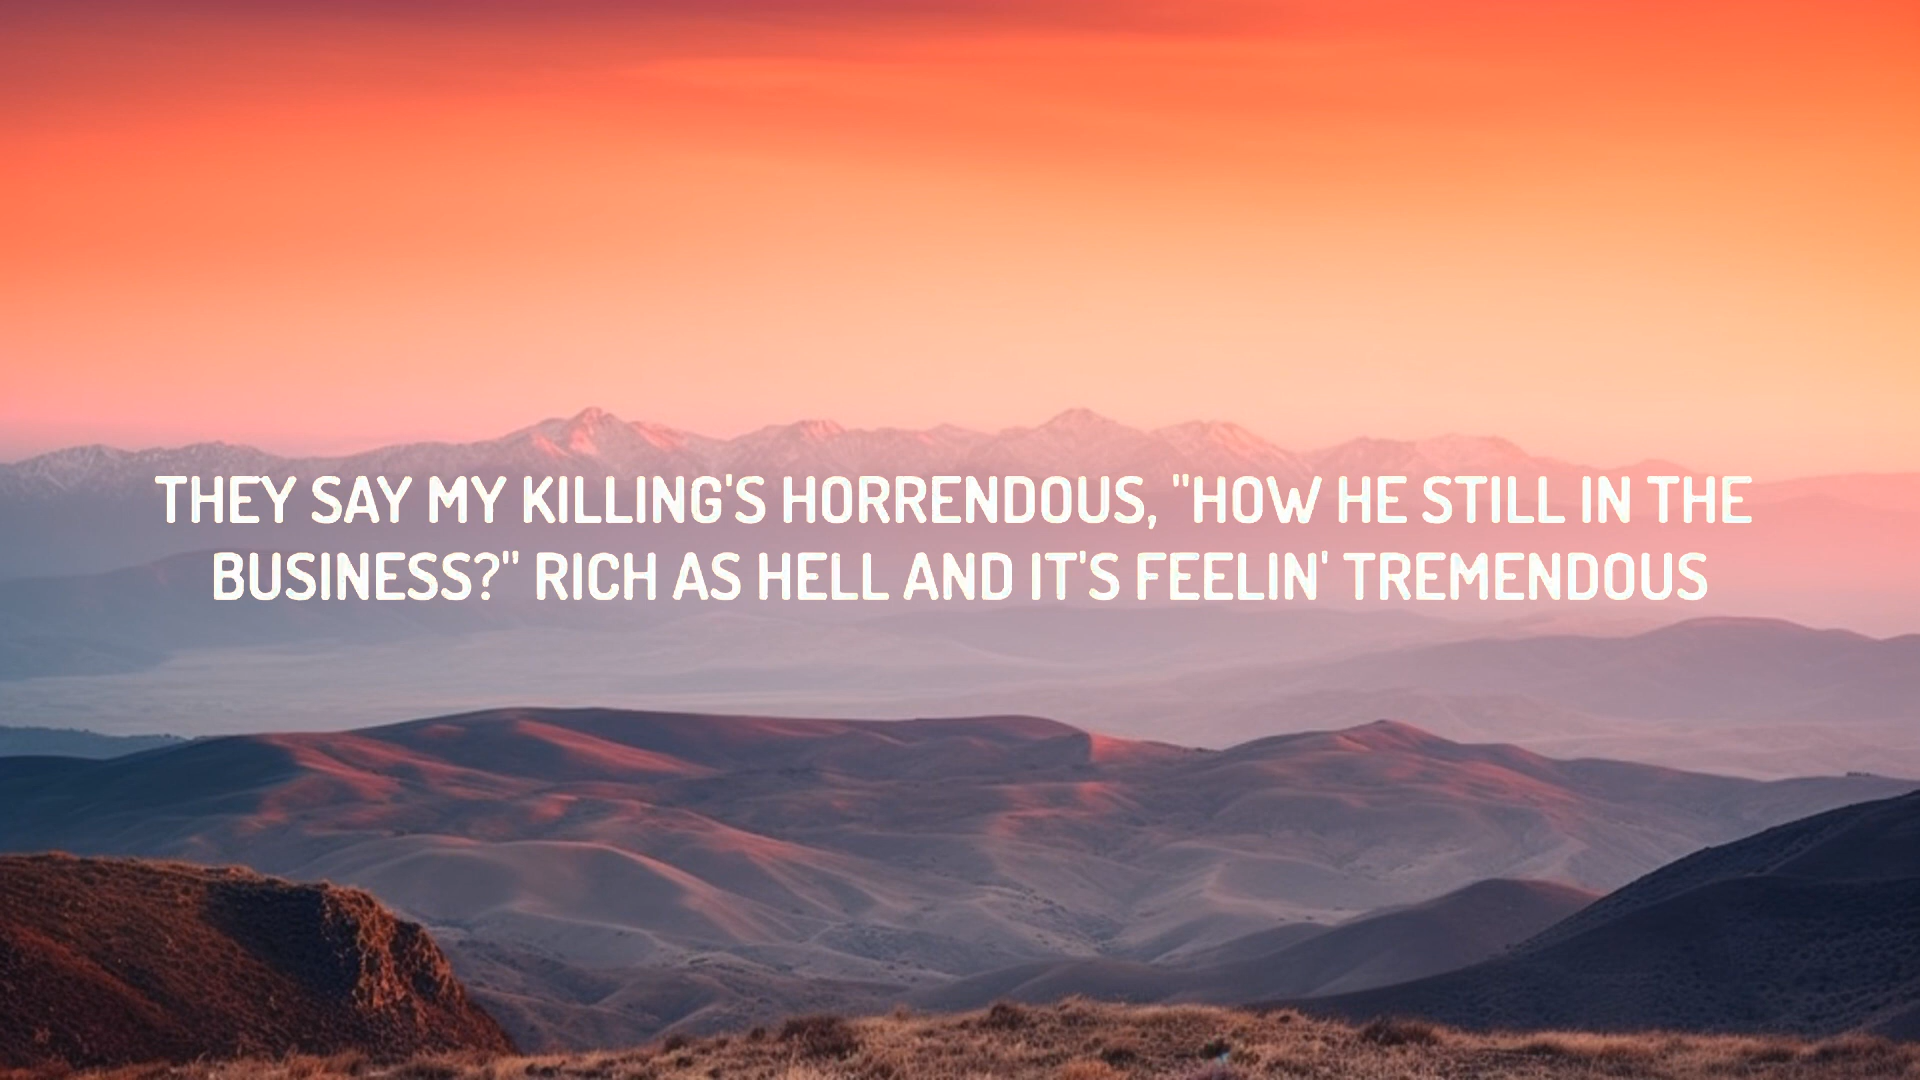 THEY SAY MY KILLING'S HORRENDOUS, "HOW HE STILL IN THE
BUSINESS?" RICH AS HELL AND IT'S FEELIN' TREMENDOUS